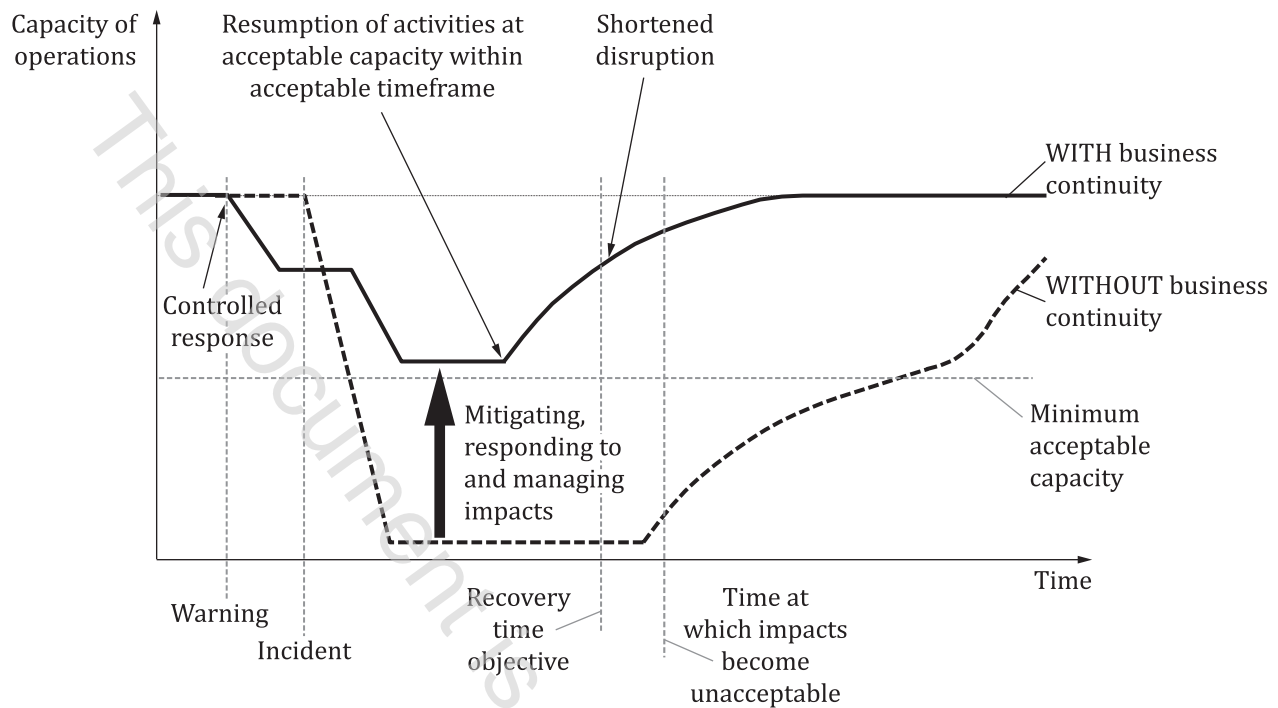 Capacity of
operations
Resumption of activities at
acceptable capacity within
acceptable timeframe
Shortened
disruption
WITH business
continuity
Controlled
response
WITHOUT business
continuity
Mitigating,
responding to
and managing
impacts
Minimum
acceptable
capacity
Time
Warning
Incident
Recovery
time
objective
Time at
which impacts
become
unacceptable
This document is